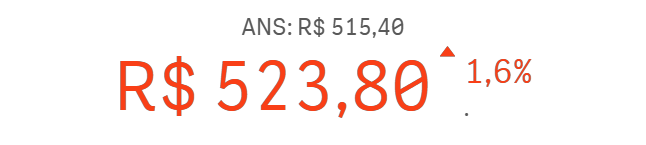 ANS: R$ 515,40
R$ 523,80 1,6%
.